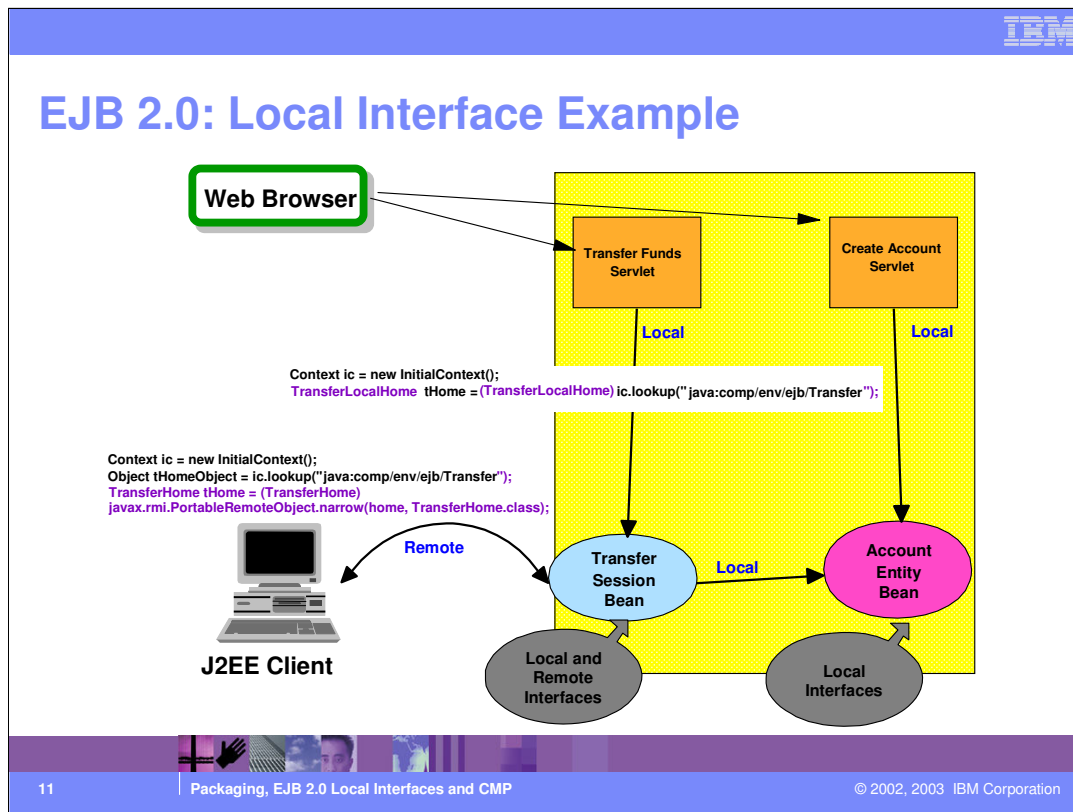 IBM
EJB 2.0: Local Interface Example
Web Browser
Transfer Funds
Servlet
Create Account
Servlet
Local
Local
Context ic = new InitialContext();
TransferLocalHome tHome =(TransferLocalHome) ic.lookup("java:comp/env/ejb/Transfer");
Context ic = new InitialContext();
Object tHomeObject = ic.lookup("java:comp/env/ejb/Transfer");
TransferHome tHome = (TransferHome)
javax.rmi.PortableRemoteObject.narrow(home, TransferHome.class);
Remote
Transfer
Session
Bean
Local
Account
Entity
Bean
J2EE Client
Local and
Remote
Interfaces
Local
Interfaces
11
Packaging, EJB 2.0 Local Interfaces and CMP
© 2002, 2003 IBM Corporation